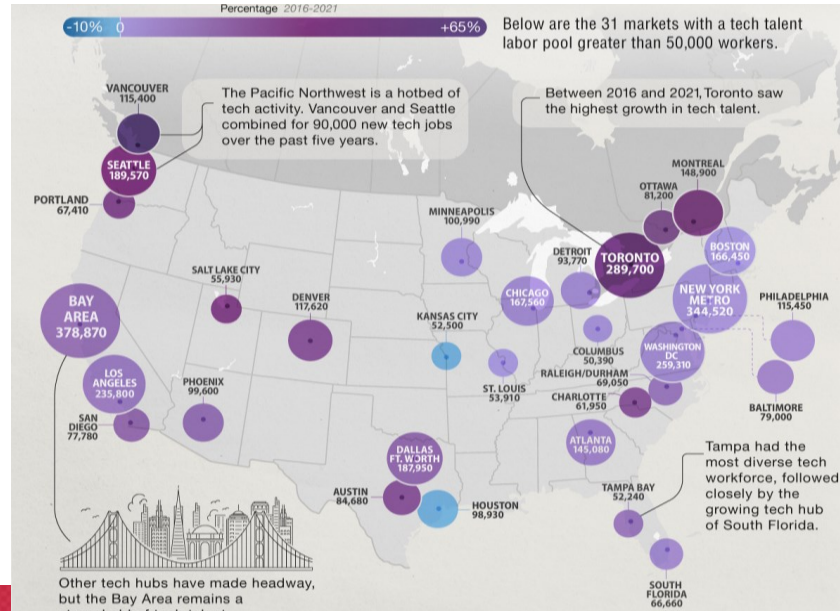 Percentage 2016-2021
-10% 0 +65%
Below are the 31 markets with a tech talent
labor pool greater than 50,000 workers.
VANCOUVER
115,400
The Pacific Northwest is a hotbed of
tech activity. Vancouver and Seattle
combined for 90,000 new tech jobs
over the past five years.
Between 2016 and 2021, Toronto saw
the highest growth in tech talent.
SEATTLE
189,570
PORTLAND
67,410
MONTREAL
148,900
OTTAWA
81,200
MINNEAPOLIS
100,990
DETROIT
93,770
TORONTO
289,700
BOSTON
166,450
SALT LAKE CITY
55,930
DENVER
117,620
BAY
AREA
378,870
CHICAGO
167,560
NEW YORK
METRO
344,520
PHILADELPHIA
115,450
KANSAS CITY
52,500
COLUMBUS
50,390
WASHINGTON
DC
259,310
LOS
ANGELES
235,800
PHOENIX
99,600
ST. LOUIS
53,910
RALEIGH/DURHAM
69,050
CHARLOTTE
61,950
BALTIMORE
79,000
SAN
DIEGO
77,780
DALLAS
FT. WORTH
187,950
ATLANTA
145,080
AUSTIN
84,680
HOUSTON
98,930
TAMPA BAY
52,240
Tampa had the
most diverse tech
workforce, followed
closely by the
growing tech hub
of South Florida.
SOUTH
FLORIDA
66,660
Other tech hubs have made headway,
but the Bay Area remains a